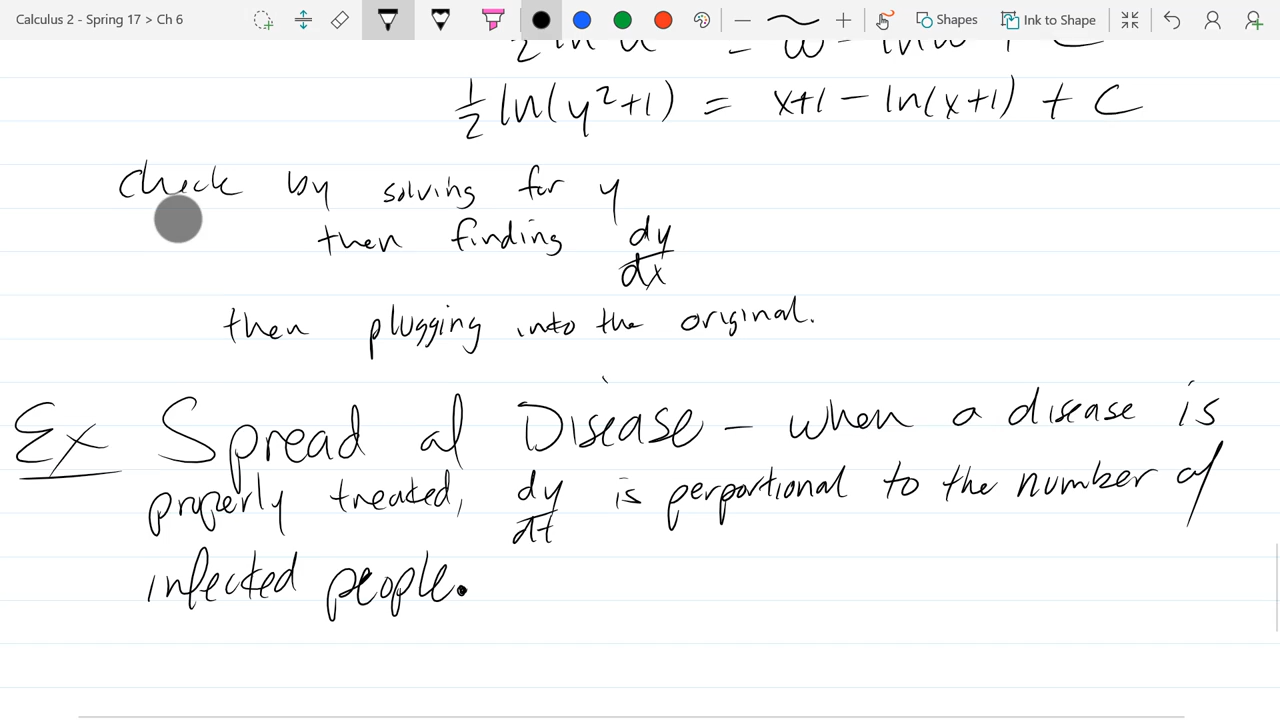 Calculus 2 - Spring 17 > Ch 6
Shapes
Ink to Shape
½ ln(y²+1) = x+1 - ln(x+1) + C
Check by solving for y
then finding dy/dx
then plugging into the original.
Ex Spread of Disease - when a disease is
properly treated, dy/dt is perportional to the number of
infected people.